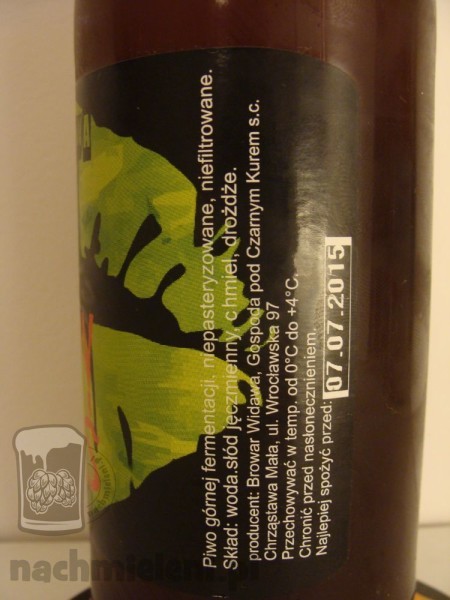 Piwo górnej fermentacji, niepasteryzowane, niefiltrowane.
Skład: woda,słód jęczmienny, chmiel, drożdże.
producent: Browar Widawa, Gospoda pod Czarnym Kurem s.c.
Chrząstawa Mała, ul. Wrocławska 97
Przechowywać w temp. od 0°C do +4°C.
Chronić przed nasłonecznieniem.
Najlepiej spożyć przed: 07.07.2015
nachmieleni.pl